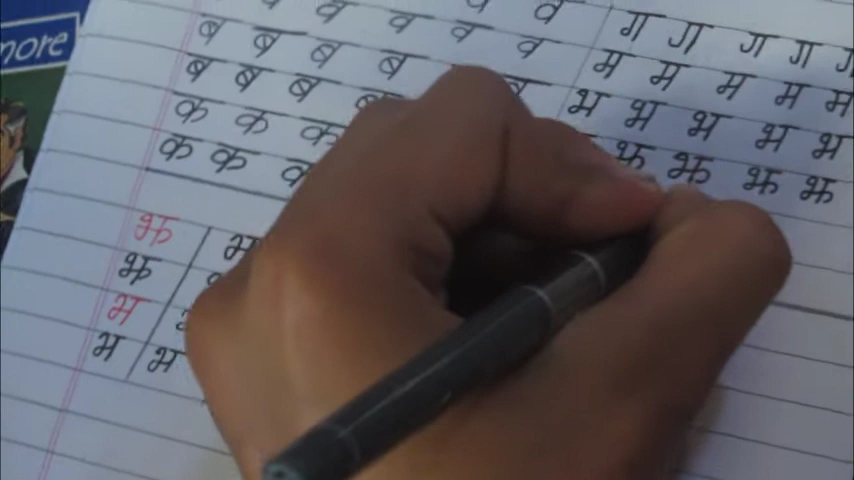 more
व व व व ग ग ग ग
ब ब ब ब व व म म म म म
ब ब ब भ भ भ भ भ
क क क झ झ झ झ
क क
झ भ
झ
भ
भ भ